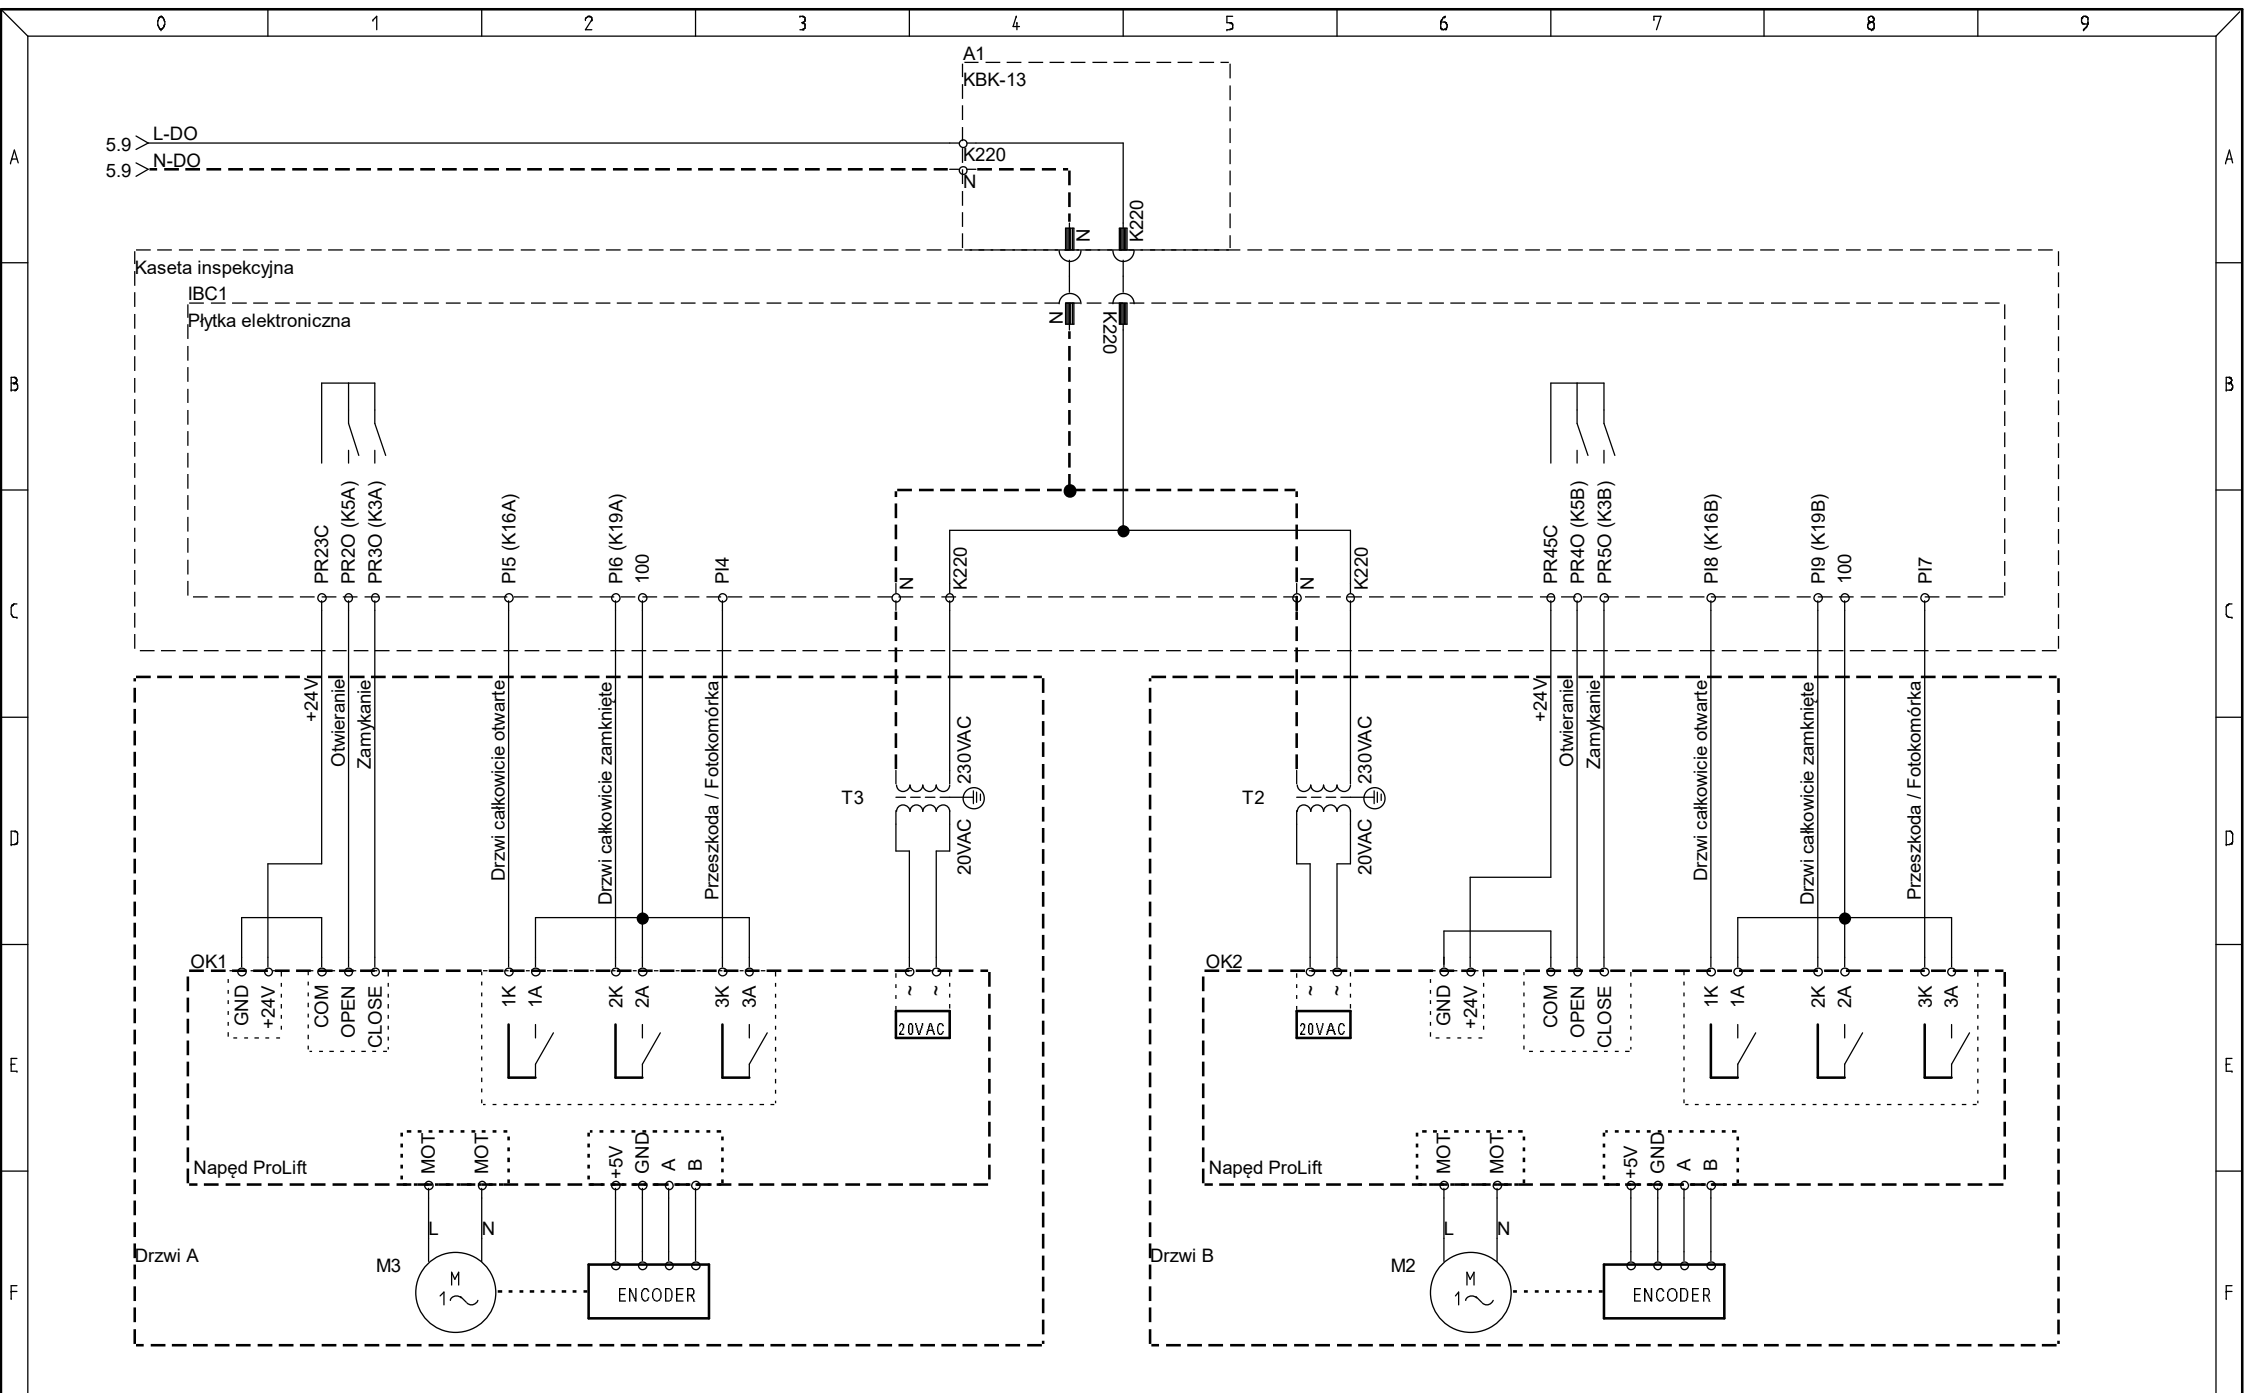 0 1 2 3 4 5 6 7 8 9
A1
KBK-13
L-DO
5.9
N-DO
5.9
K220
N
A A
N
K220
Kaseta inspekcyjna
IBC1
Płytka elektroniczna
N
K220
B B
PR23C
PR2O (K5A)
PR3O (K3A)
PI5 (K16A)
PI6 (K19A)
100
PI4
N
K220
N
K220
PR45C
PR4O (K5B)
PR5O (K3B)
PI8 (K16B)
PI9 (K19B)
100
PI7
C C
+24V
Otwieranie
Zamykanie
Drzwi całkowicie otwarte
Drzwi całkowicie zamknięte
Przeszkoda / Fotokomórka
T3
230VAC
20VAC
T2
230VAC
20VAC
+24V
Otwieranie
Zamykanie
Drzwi całkowicie otwarte
Drzwi całkowicie zamknięte
Przeszkoda / Fotokomórka
D D
OK1
GND
+24V
COM
OPEN
CLOSE
1K
1A
2K
2A
3K
3A
~
~
20VAC
OK2
~
~
20VAC
GND
+24V
COM
OPEN
CLOSE
1K
1A
2K
2A
3K
3A
E E
Napęd ProLift
MOT
MOT
+5V
GND
A
B
Napęd ProLift
MOT
MOT
+5V
GND
A
B
L
N
L
N
Drzwi A
M3
M
1~
ENCODER
Drzwi B
M2
M
1~
ENCODER
F F